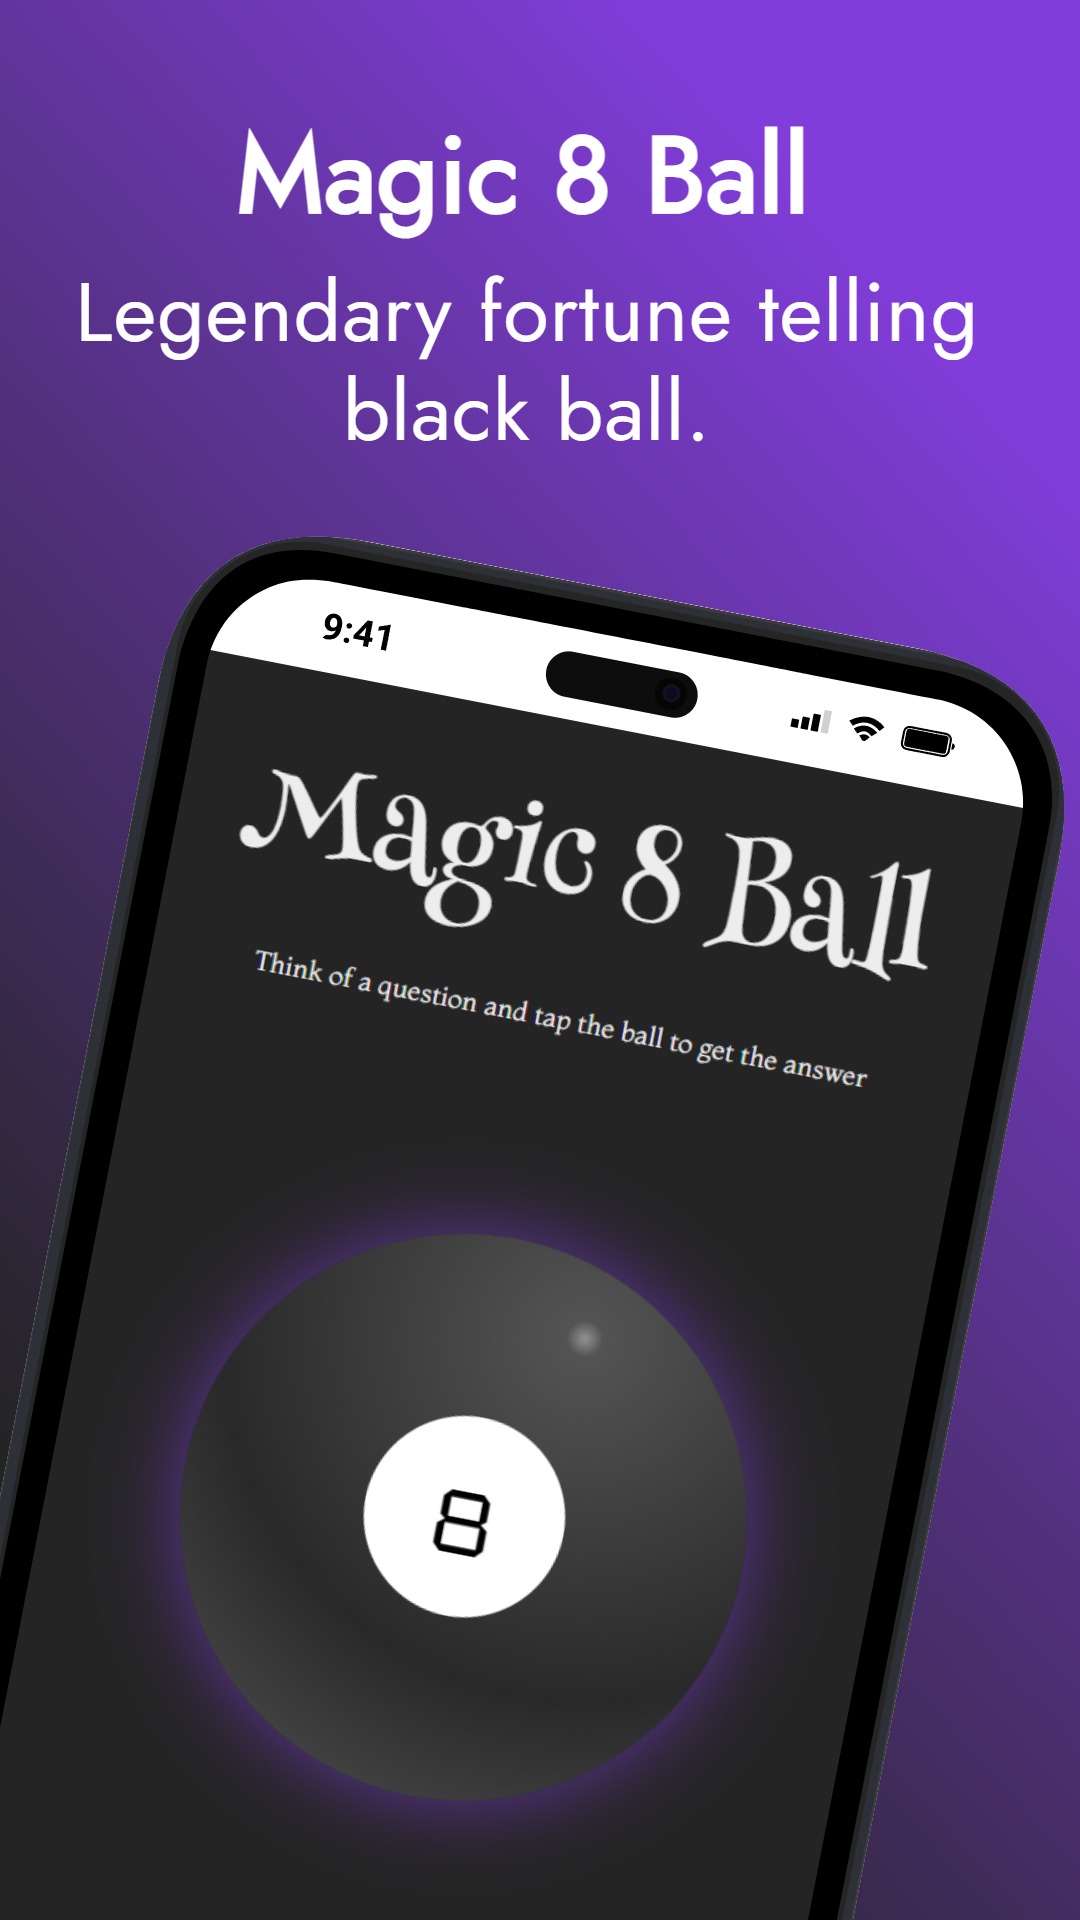 Magic 8 Ball
Legendary fortune telling
black ball.
9:41
Magic 8 Ball
Think of a question and tap the ball to get the answer
8